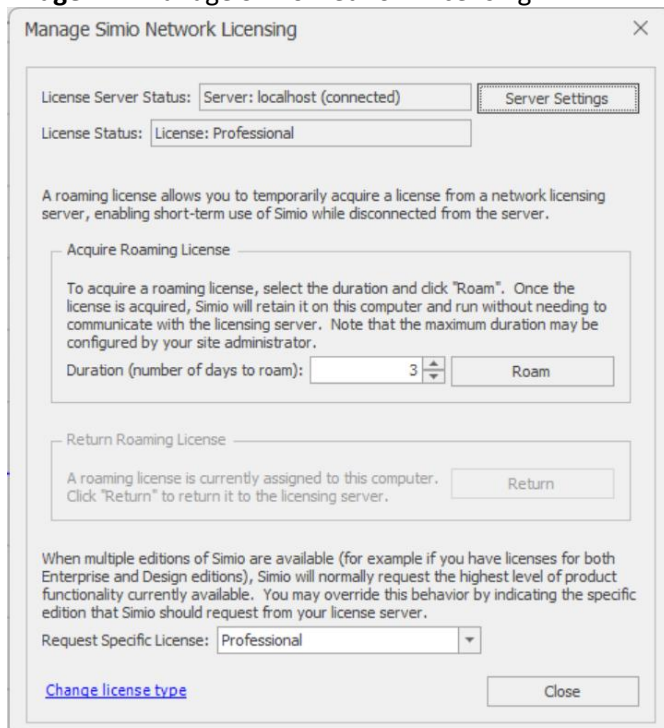 Manage Simio Network Licensing
License Server Status: Server: localhost (connected) Server Settings
License Status: License: Professional
A roaming license allows you to temporarily acquire a license from a network licensing
server, enabling short-term use of Simio while disconnected from the server.
Acquire Roaming License
To acquire a roaming license, select the duration and click "Roam". Once the
license is acquired, Simio will retain it on this computer and run without needing to
communicate with the licensing server. Note that the maximum duration may be
configured by your site administrator.
Duration (number of days to roam): 3 Roam
Return Roaming License
A roaming license is currently assigned to this computer.
Click "Return" to return it to the licensing server.
Return
When multiple editions of Simio are available (for example if you have licenses for both
Enterprise and Design editions), Simio will normally request the highest level of product
functionality currently available. You may override this behavior by indicating the specific
edition that Simio should request from your license server.
Request Specific License: Professional
Change license type Close